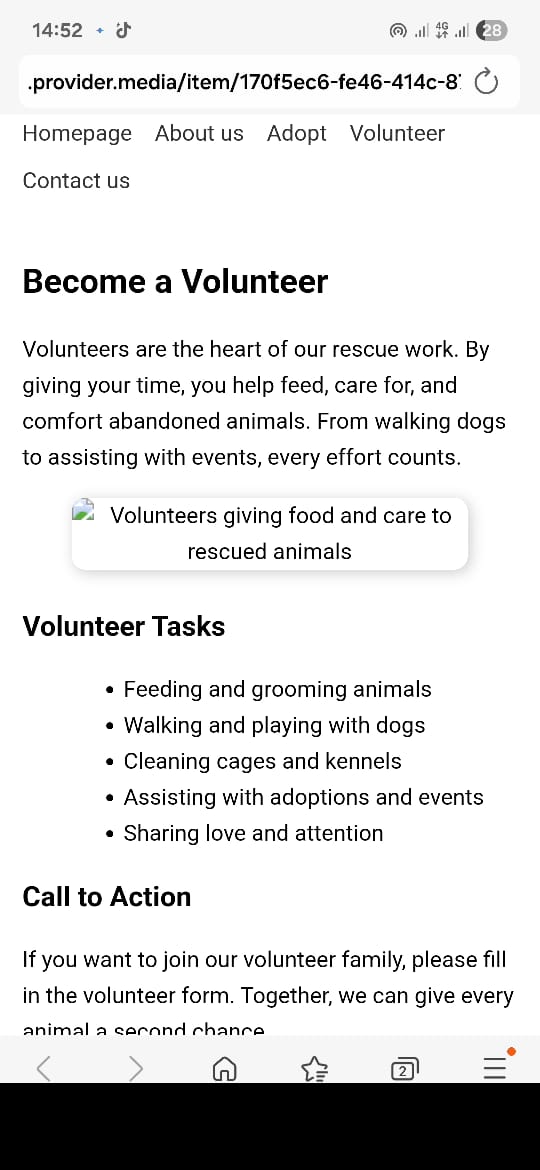 14:52
4G
28
.provider.media/item/170f5ec6-fe46-414c-8
Homepage About us Adopt Volunteer
Contact us
Become a Volunteer
Volunteers are the heart of our rescue work. By
giving your time, you help feed, care for, and
comfort abandoned animals. From walking dogs
to assisting with events, every effort counts.
Volunteers giving food and care to
rescued animals
Volunteer Tasks
• Feeding and grooming animals
• Walking and playing with dogs
• Cleaning cages and kennels
• Assisting with adoptions and events
• Sharing love and attention
Call to Action
If you want to join our volunteer family, please fill
in the volunteer form. Together, we can give every
animal a second chance
2